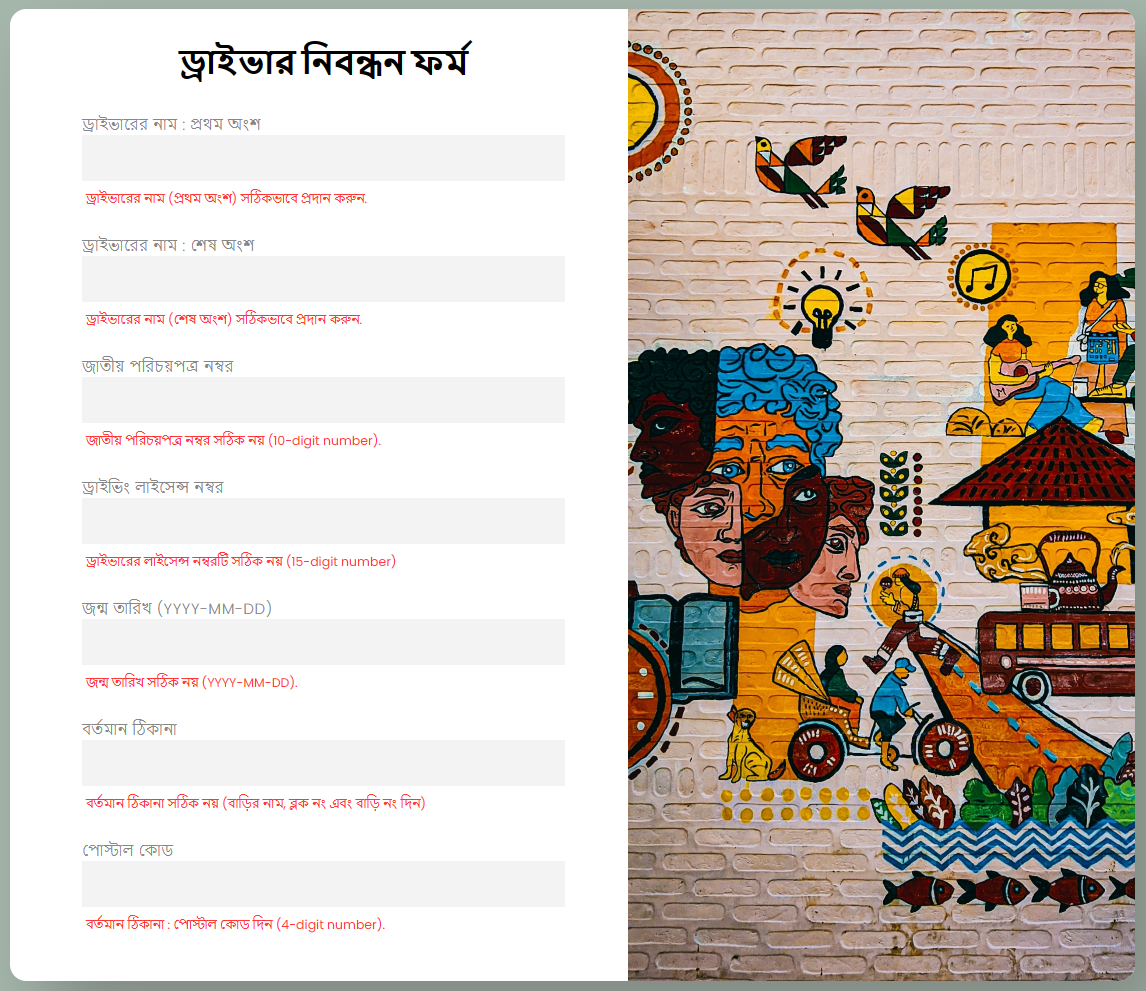 ড্রাইভার নিবন্ধন ফর্ম
ড্রাইভারের নাম : প্রথম অংশ
ড্রাইভারের নাম (প্রথম অংশ) সঠিকভাবে প্রদান করুন.
ড্রাইভারের নাম : শেষ অংশ
ড্রাইভারের নাম (শেষ অংশ) সঠিকভাবে প্রদান করুন.
জাতীয় পরিচয়পত্র নম্বর
জাতীয় পরিচয়পত্র নম্বর সঠিক নয় (10-digit number).
ড্রাইভিং লাইসেন্স নম্বর
ড্রাইভারের লাইসেন্স নম্বরটি সঠিক নয় (15-digit number)
জন্ম তারিখ (YYYY-MM-DD)
জন্ম তারিখ সঠিক নয় (YYYY-MM-DD).
বর্তমান ঠিকানা
বর্তমান ঠিকানা সঠিক নয় (বাড়ির নাম, ব্লক নং এবং বাড়ি নং দিন)
পোস্টাল কোড
বর্তমান ঠিকানা : পোস্টাল কোড দিন (4-digit number).